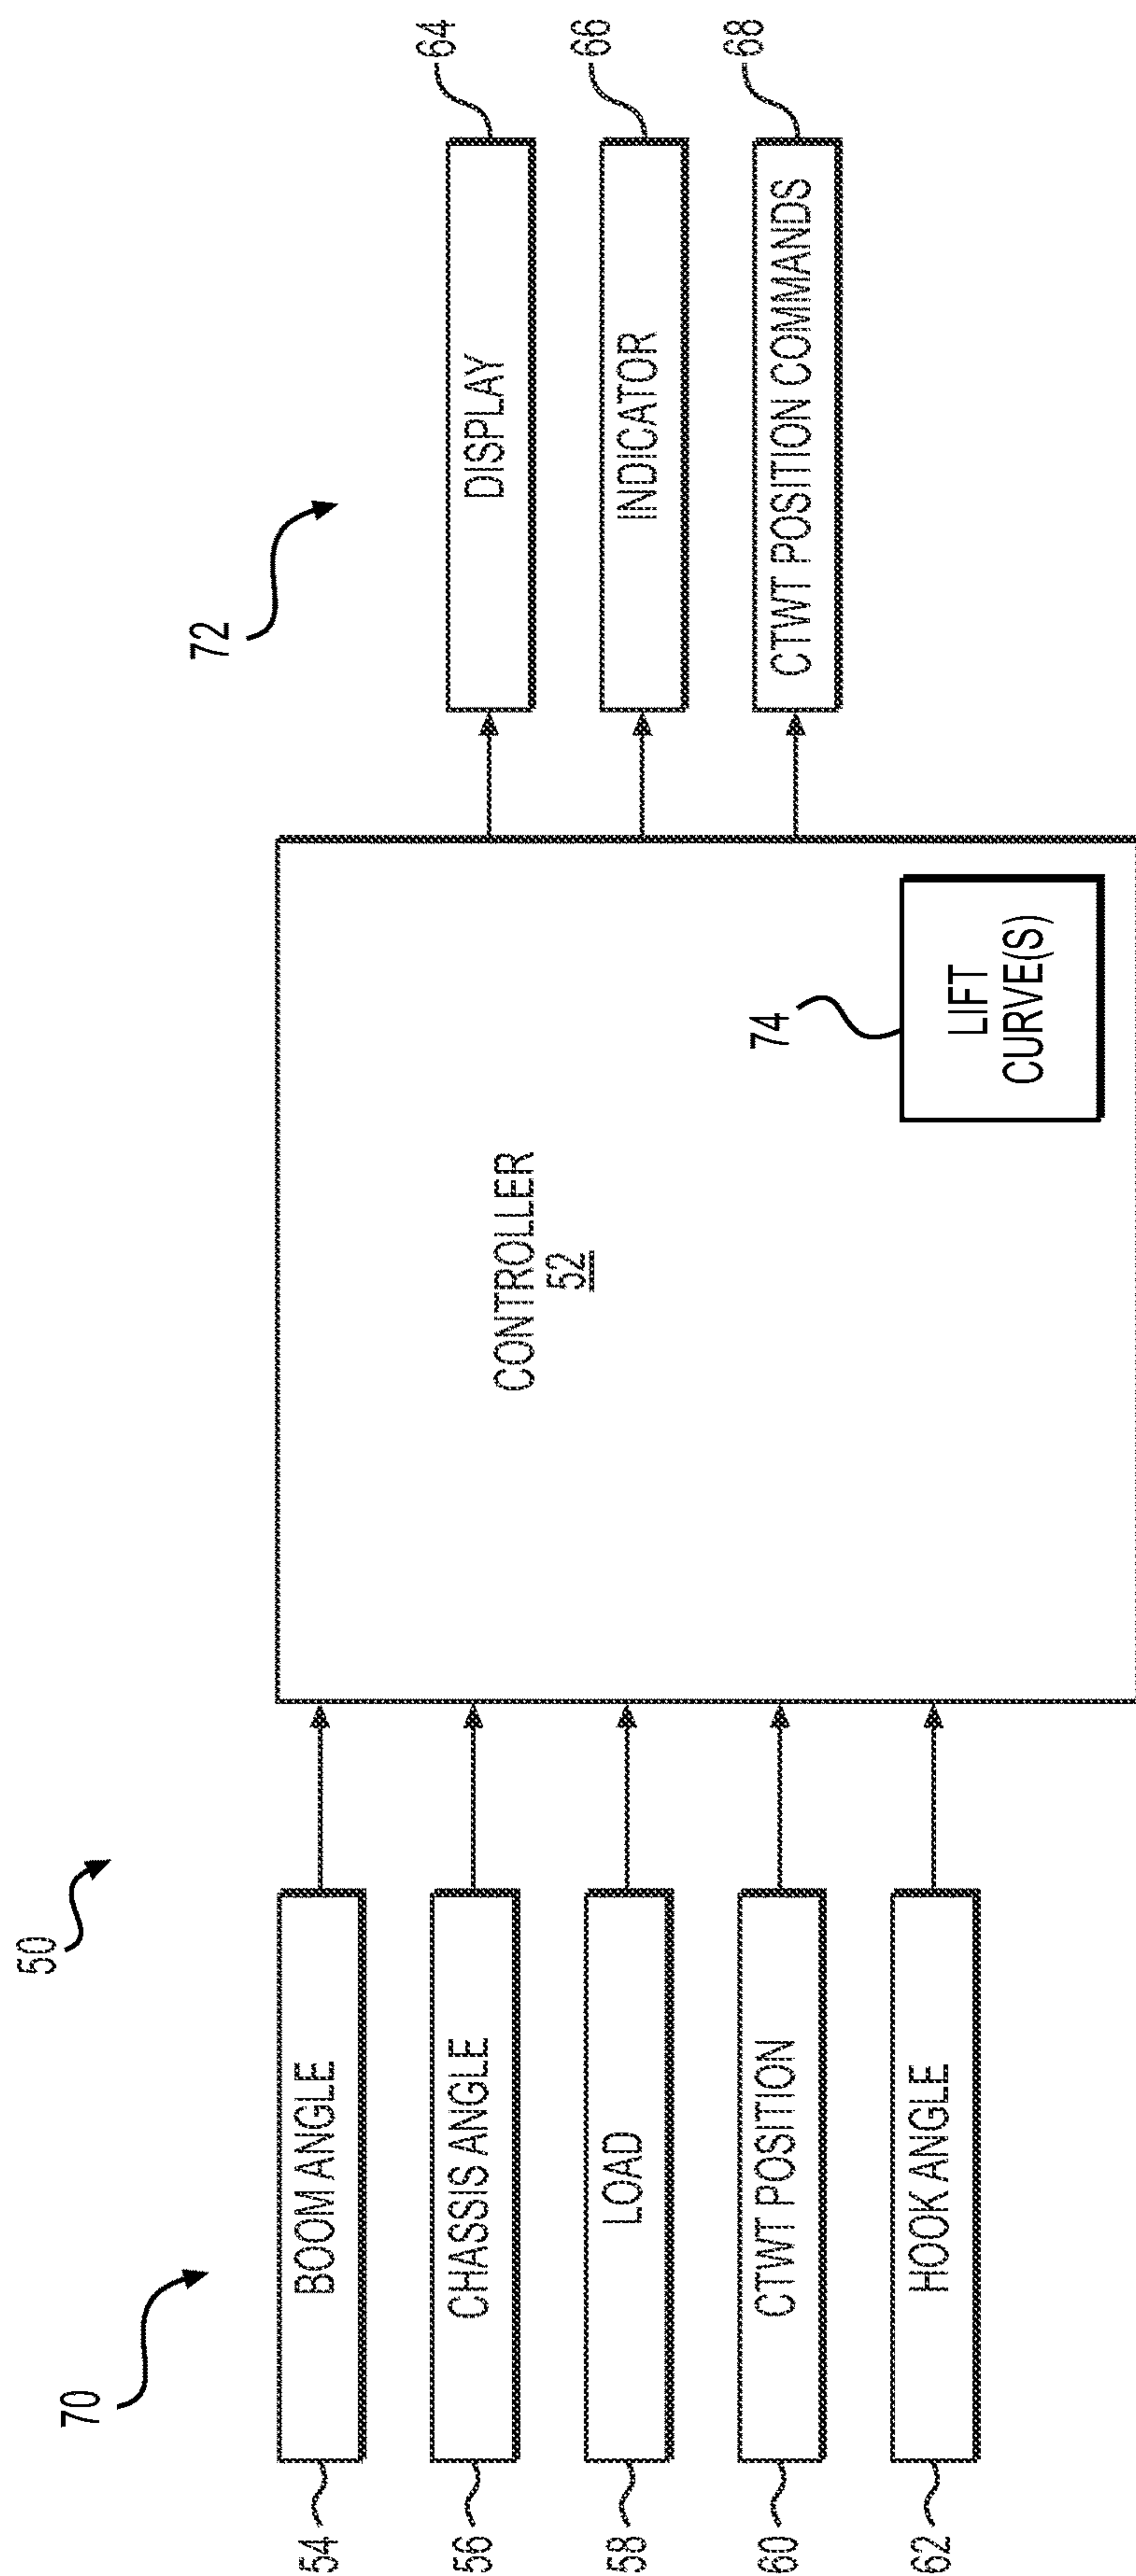 50
70
72
54
BOOM ANGLE
56
CHASSIS ANGLE
58
LOAD
60
CTWT POSITION
62
HOOK ANGLE
CONTROLLER
52
74
LIFT
CURVE(S)
DISPLAY
64
INDICATOR
66
CTWT POSITION COMMANDS
68